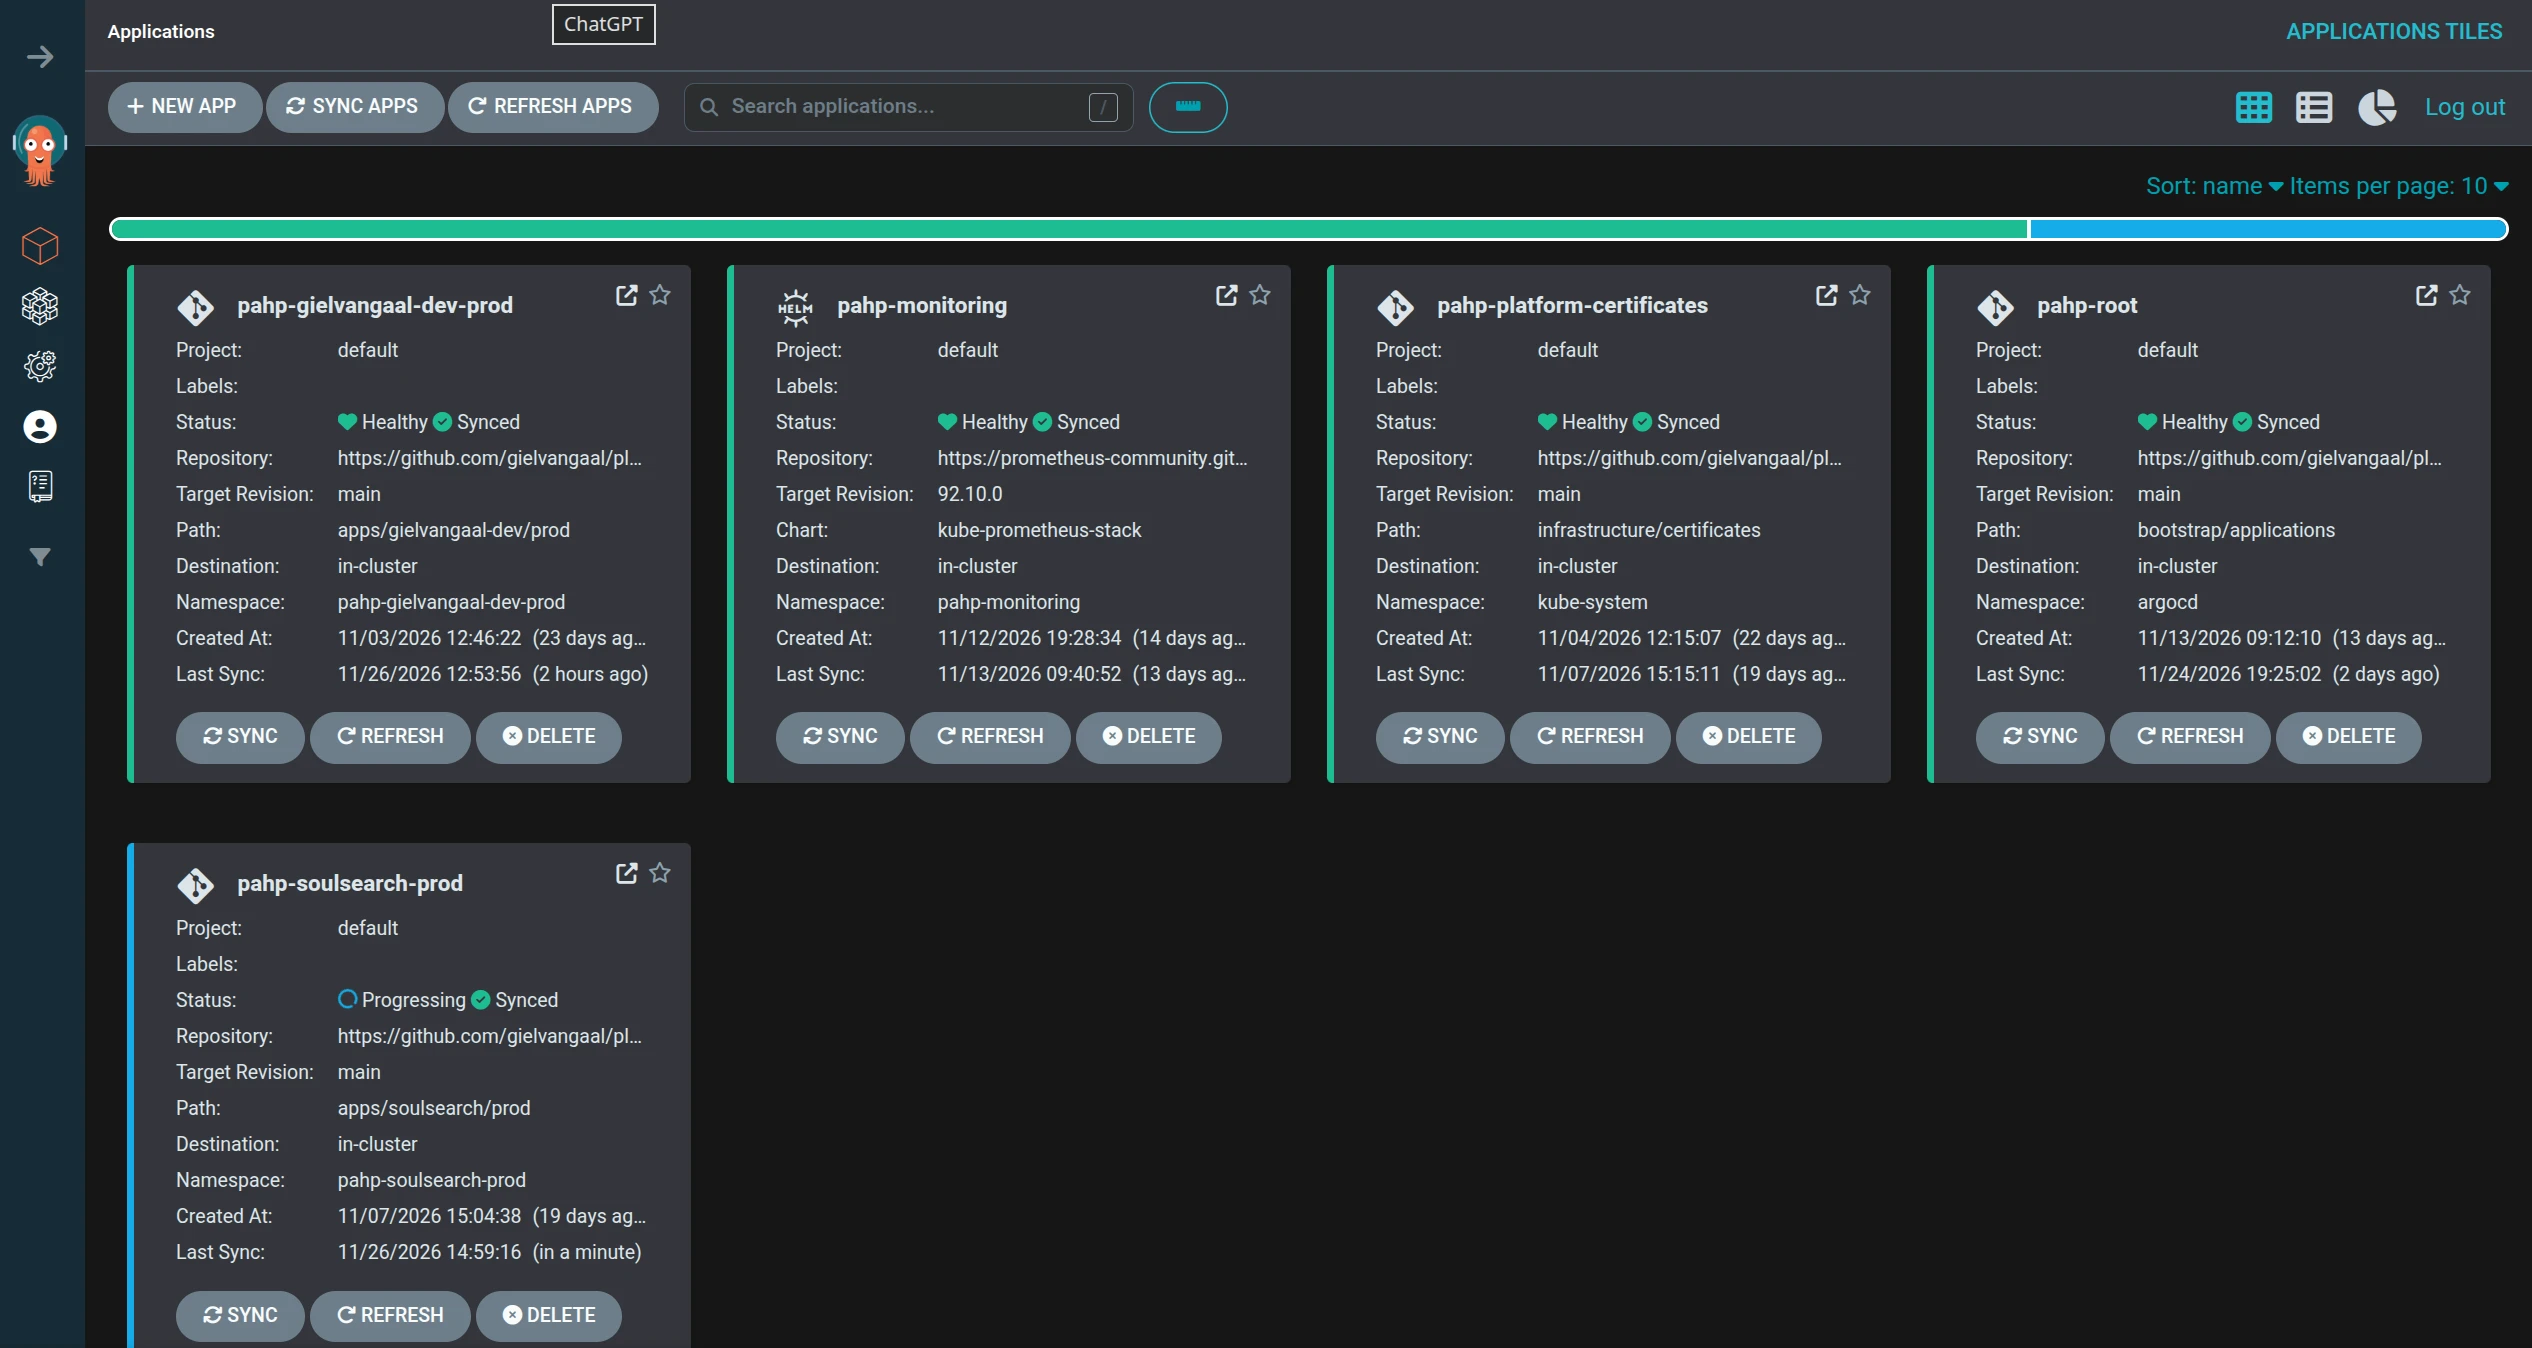 Applications
ChatGPT
APPLICATIONS TILES
NEW APP SYNC APPS REFRESH APPS Search applications... / Log out
Sort: name Items per page: 10
pahp-gielvangaal-dev-prod
Project: default
Labels:
Status: Healthy Synced
Repository: https://github.com/gielvangaal/pl...
Target Revision: main
Path: apps/gielvangaal-dev/prod
Destination: in-cluster
Namespace: pahp-gielvangaal-dev-prod
Created At: 11/03/2026 12:46:22 (23 days ag...
Last Sync: 11/26/2026 12:53:56 (2 hours ago)
SYNC REFRESH DELETE
HELM
pahp-monitoring
Project: default
Labels:
Status: Healthy Synced
Repository: https://prometheus-community.git...
Target Revision: 92.10.0
Chart: kube-prometheus-stack
Destination: in-cluster
Namespace: pahp-monitoring
Created At: 11/12/2026 19:28:34 (14 days ag...
Last Sync: 11/13/2026 09:40:52 (13 days ag...
SYNC REFRESH DELETE
pahp-platform-certificates
Project: default
Labels:
Status: Healthy Synced
Repository: https://github.com/gielvangaal/pl...
Target Revision: main
Path: infrastructure/certificates
Destination: in-cluster
Namespace: kube-system
Created At: 11/04/2026 12:15:07 (22 days ag...
Last Sync: 11/07/2026 15:15:11 (19 days ag...
SYNC REFRESH DELETE
pahp-root
Project: default
Labels:
Status: Healthy Synced
Repository: https://github.com/gielvangaal/pl...
Target Revision: main
Path: bootstrap/applications
Destination: in-cluster
Namespace: argocd
Created At: 11/13/2026 09:12:10 (13 days ag...
Last Sync: 11/24/2026 19:25:02 (2 days ago)
SYNC REFRESH DELETE
pahp-soulsearch-prod
Project: default
Labels:
Status: Progressing Synced
Repository: https://github.com/gielvangaal/pl...
Target Revision: main
Path: apps/soulsearch/prod
Destination: in-cluster
Namespace: pahp-soulsearch-prod
Created At: 11/07/2026 15:04:38 (19 days ag...
Last Sync: 11/26/2026 14:59:16 (in a minute)
SYNC REFRESH DELETE